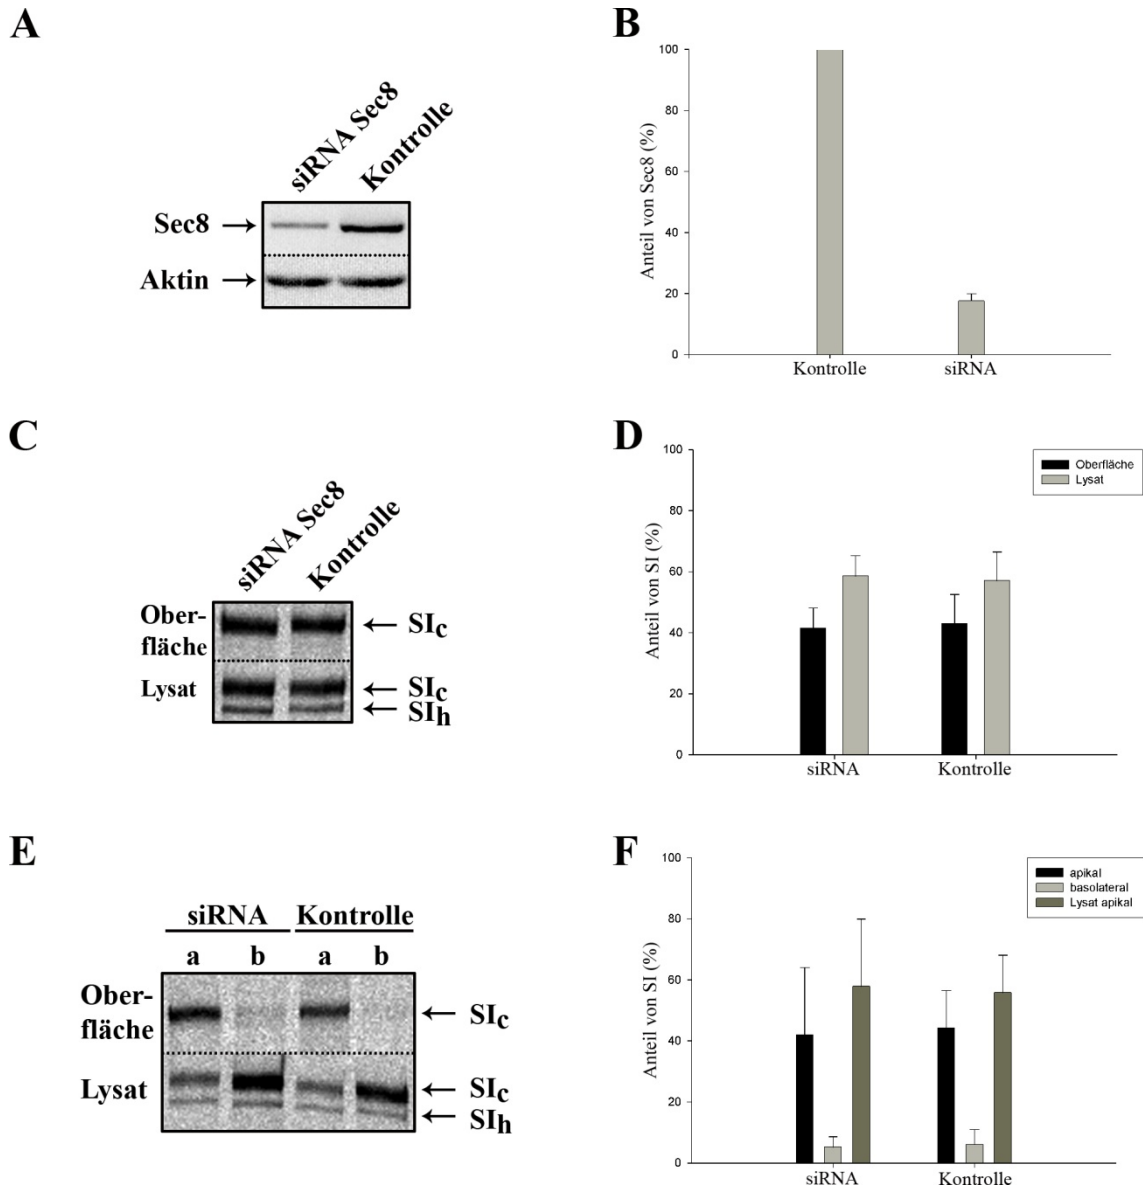 A
siRNA Sec8
Kontrolle
Sec8
Aktin
B
Anteil von Sec8 (%)
100
80
60
40
20
0
Kontrolle siRNA
C
siRNA Sec8
Kontrolle
Ober-
fläche
SIc
Lysat
SIc
SIh
D
Anteil von SI (%)
100
80
60
40
20
0
Oberfläche
Lysat
siRNA Kontrolle
E
siRNA Kontrolle
a b a b
Ober-
fläche
SIc
Lysat
SIc
SIh
F
Anteil von SI (%)
100
80
60
40
20
0
apikal
basolateral
Lysat apikal
siRNA Kontrolle